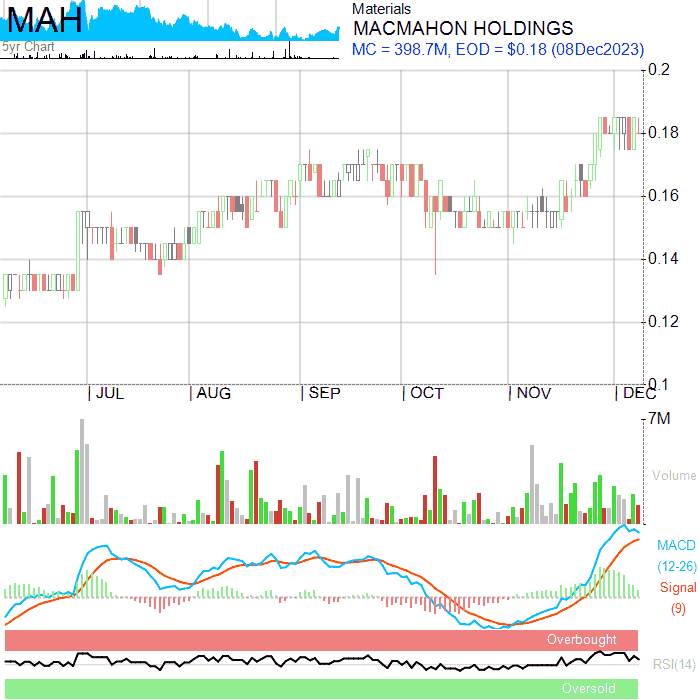 MAH
5yr Chart
Materials
MACMAHON HOLDINGS
MC = 398.7M, EOD = $0.18 (08Dec2023)
0.2
0.18
0.16
0.14
0.12
0.1
JUL AUG SEP OCT NOV DEC
7M
Volume
MACD
(12-26)
Signal
(9)
Overbought
RSI(14)
Oversold